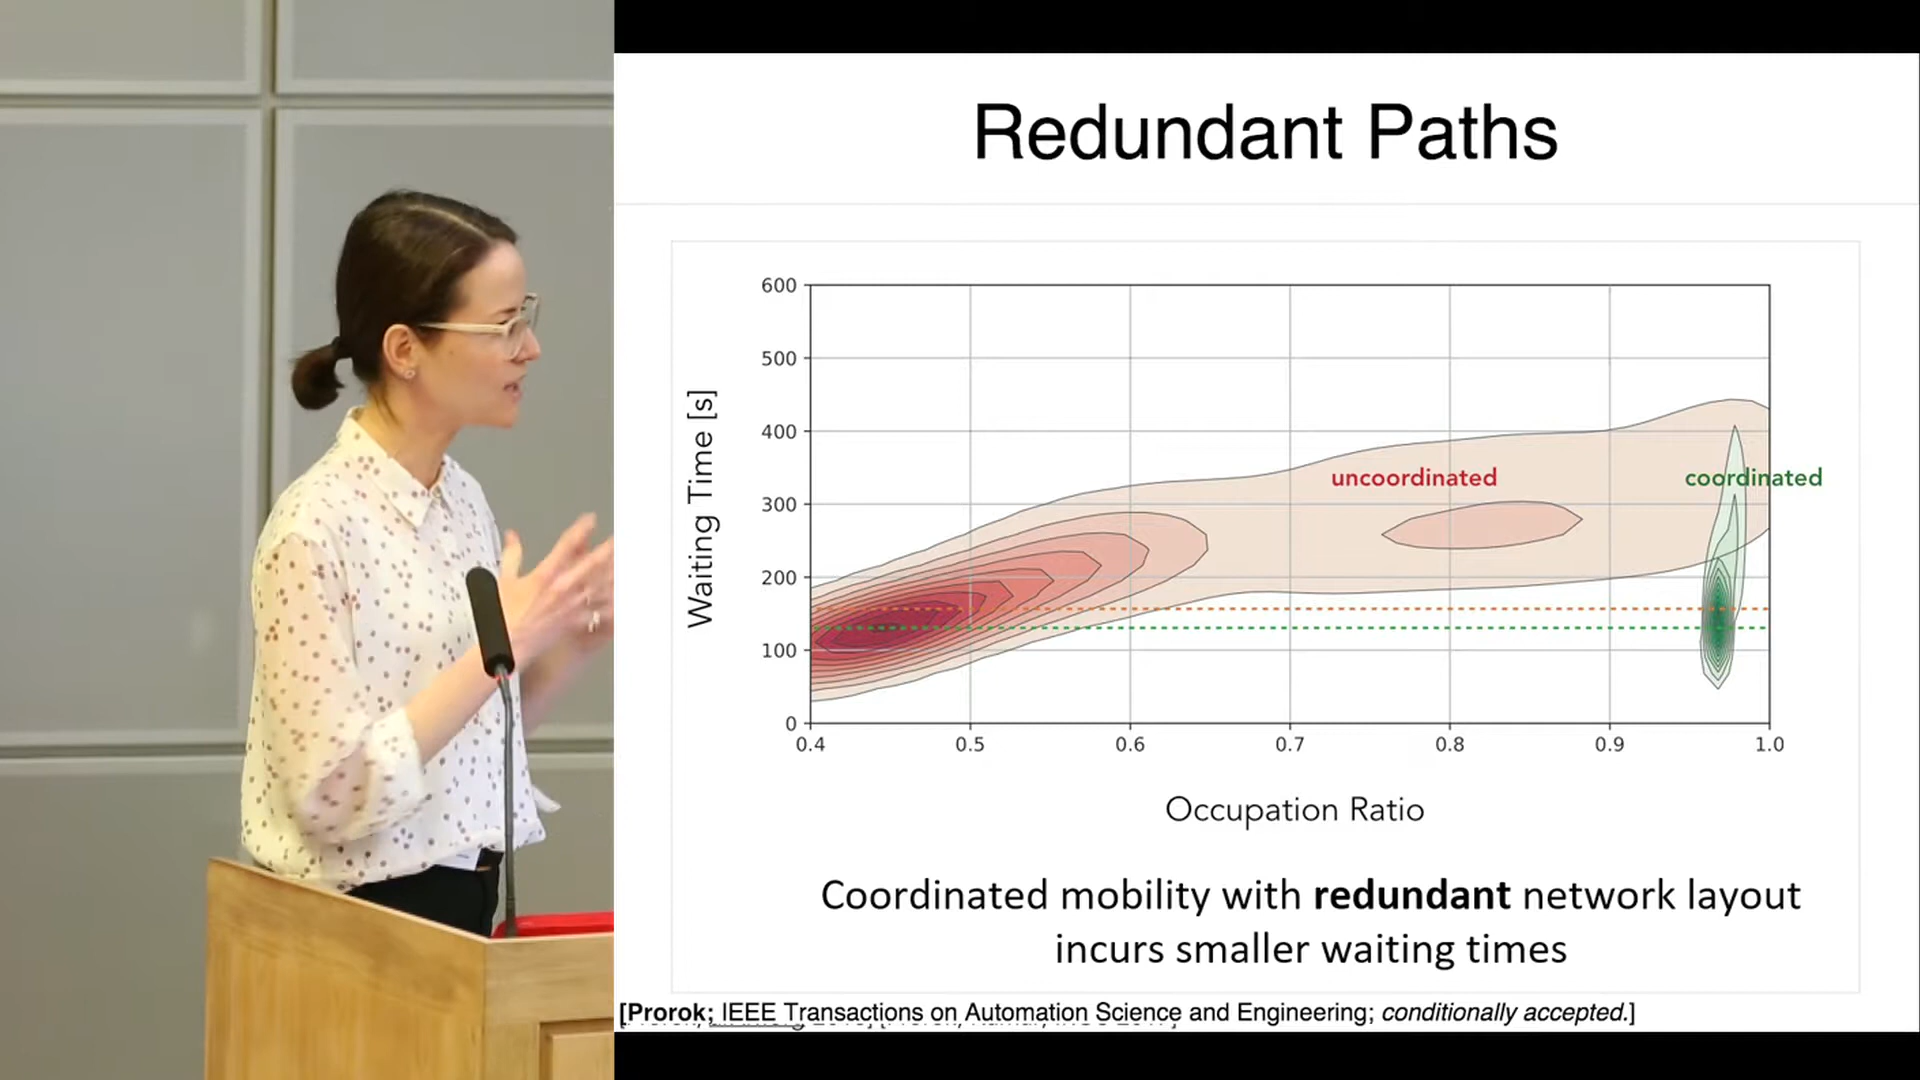 Redundant Paths
600
500
400
300
200
100
0
Waiting Time [s]
uncoordinated
coordinated
0.4 0.5 0.6 0.7 0.8 0.9 1.0
Occupation Ratio
Coordinated mobility with redundant network layout
incurs smaller waiting times
[Prorok; IEEE Transactions on Automation Science and Engineering; conditionally accepted.]